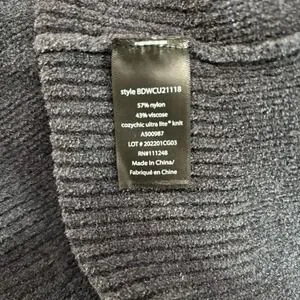 style BDWCU21118
57% nylon
43% viscose
cozychic ultra lite® knit
AS00987
LOT # 202201CG03
RN#111248
Made In China/
Fabriqué en Chine